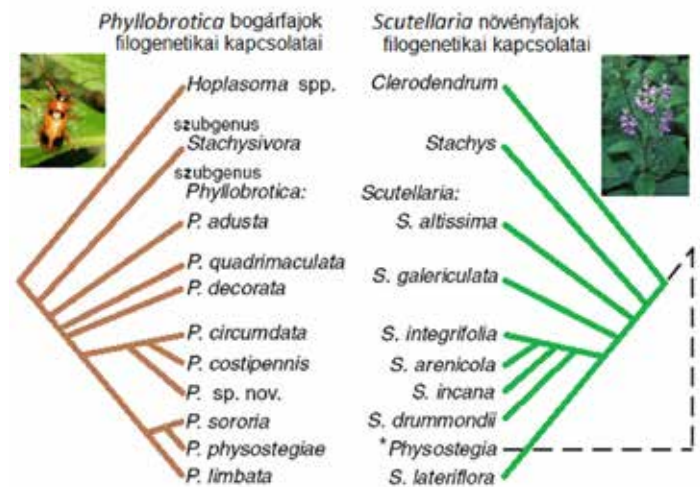 Phyllobrotica bogárfajok
filogenetikai kapcsolatai
Scutellaria növényfajok
filogenetikai kapcsolatai
Hoplasoma spp.
szubgenus
Stachysivora
szubgenus
Phyllobrotica:
P. adusta
P. quadrimaculata
P. decorata
P. circumdata
P. costipennis
P. sp. nov.
P. sororia
P. physostegiae
P. limbata
Clerodendrum
Stachys
Scutellaria:
S. altissima
S. galericulata
S. integrifolia
S. arenicola
S. incana
S. drummondii
*Physostegia
S. lateriflora